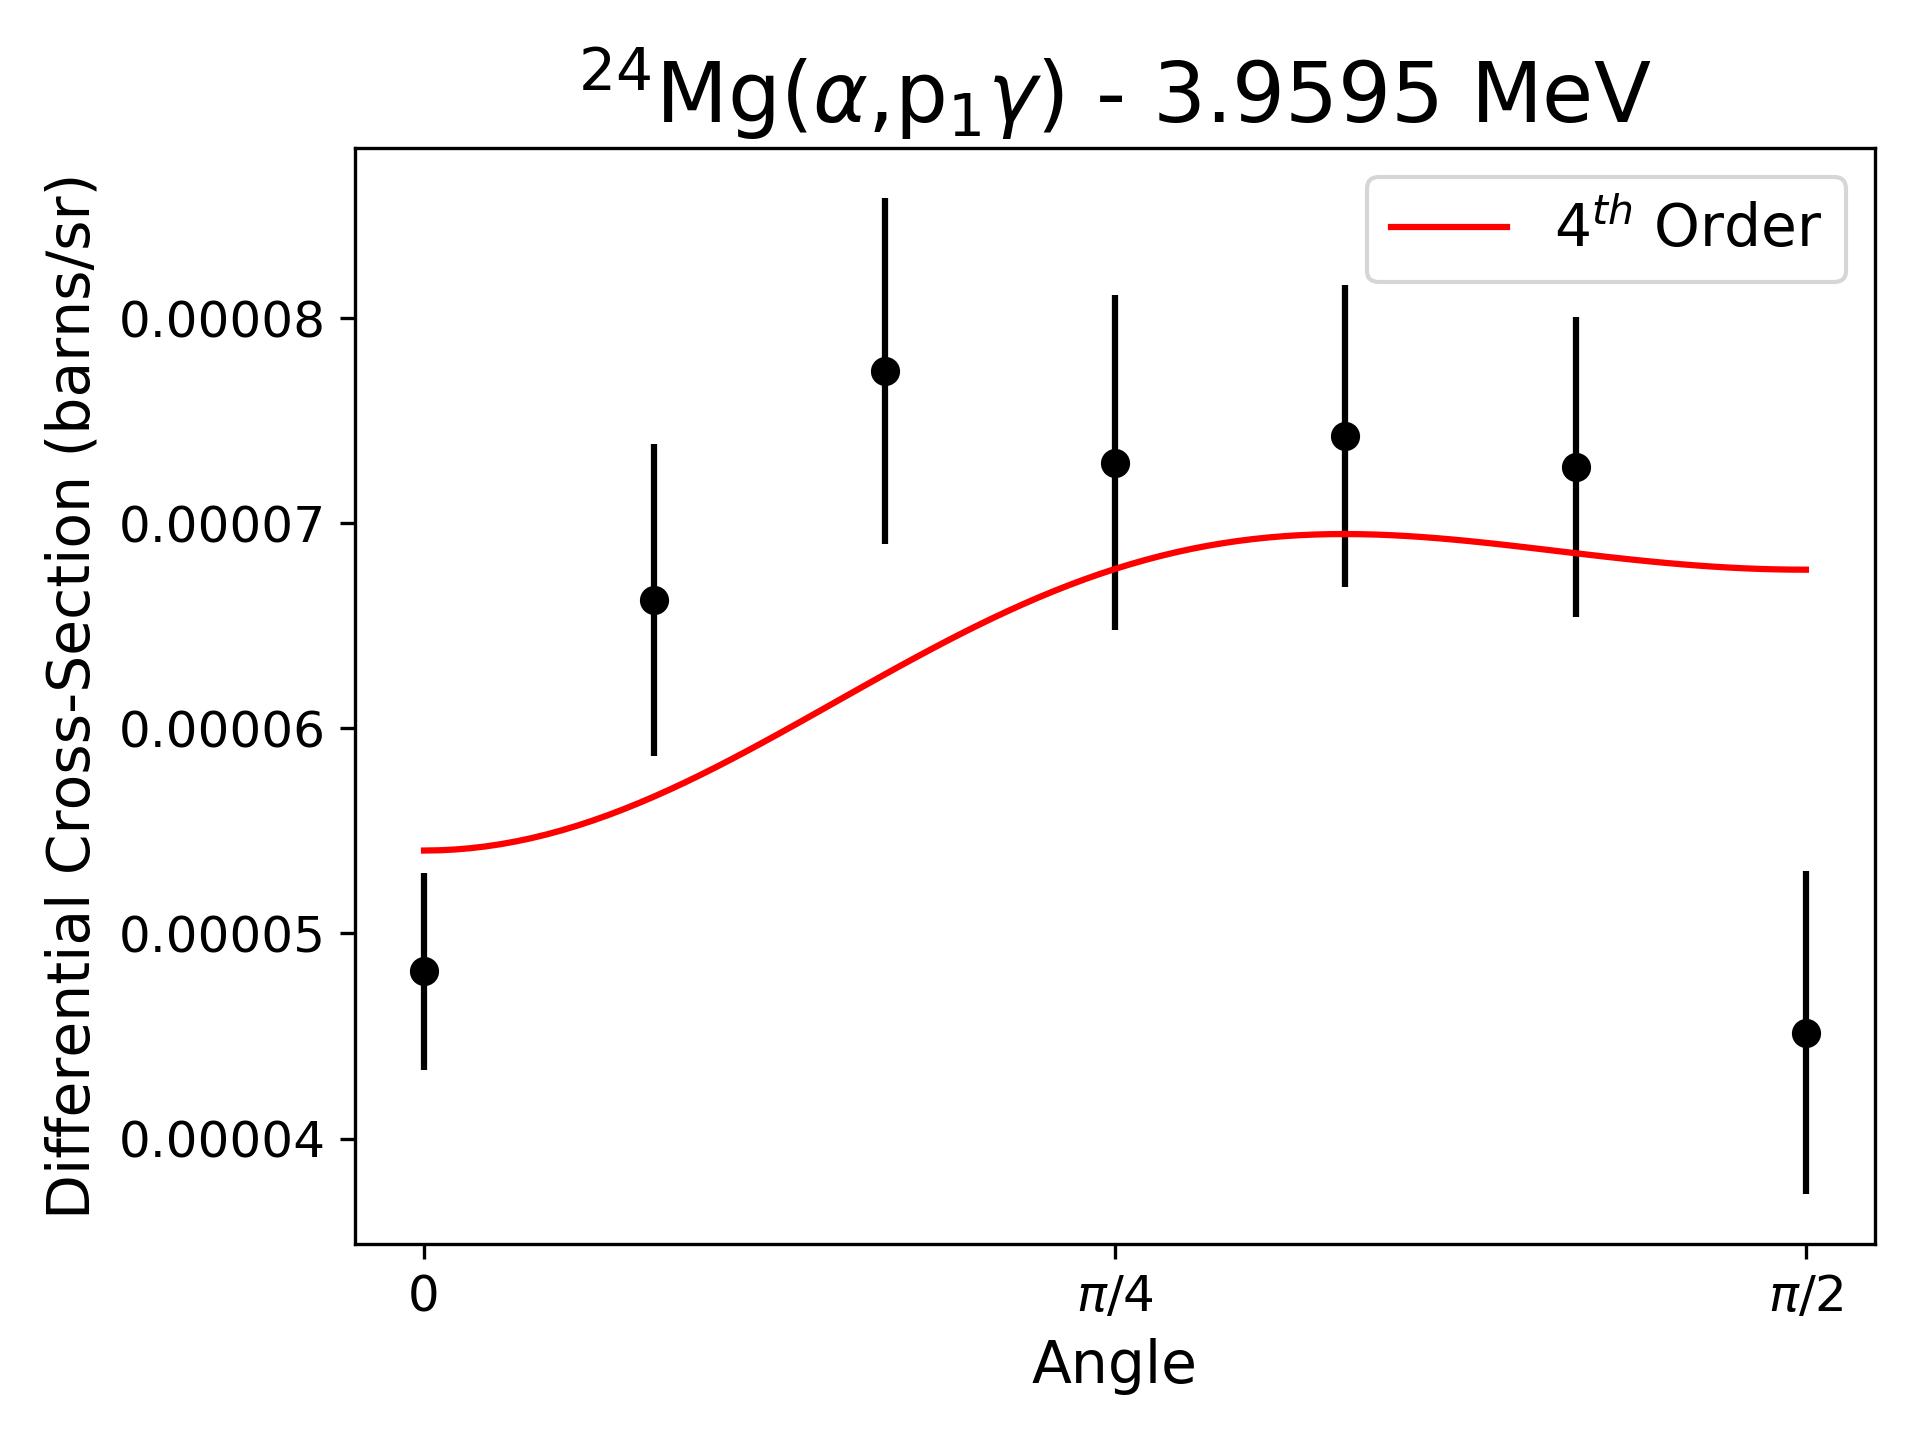 ²⁴Mg(α,p₁γ) - 3.9595 MeV
4ᵗʰ Order
Differential Cross-Section (barns/sr)
0.00008
0.00007
0.00006
0.00005
0.00004
0
π/4
π/2
Angle